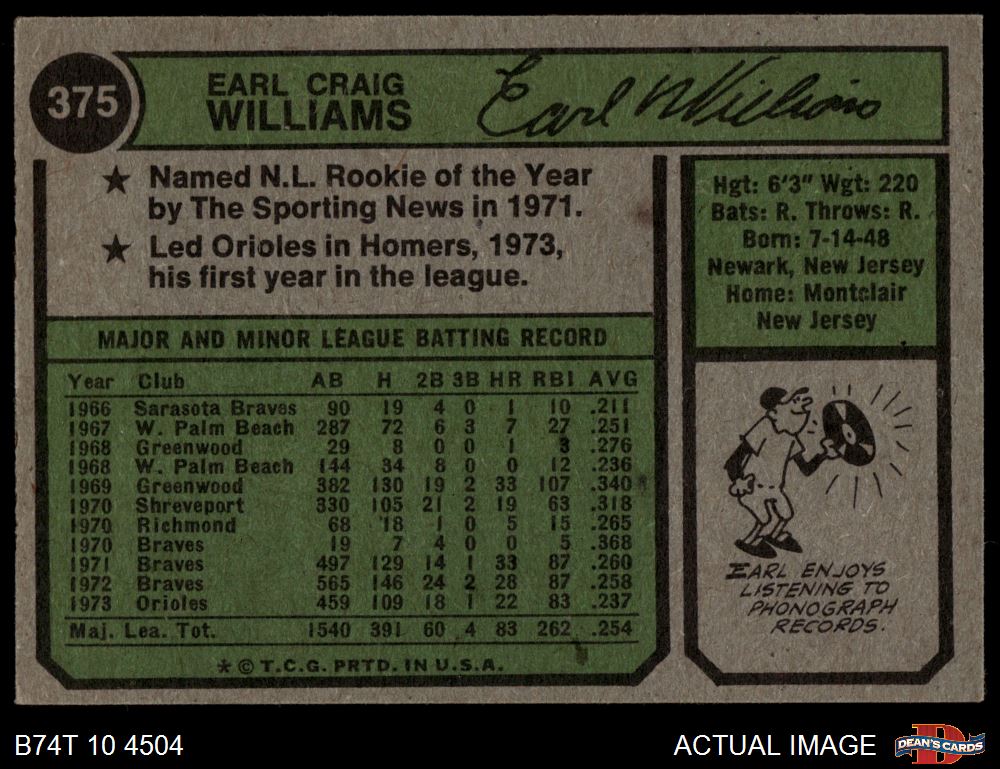 375
EARL CRAIG
WILLIAMS
Earl Williams
★ Named N.L. Rookie of the Year
by The Sporting News in 1971.
★ Led Orioles in Homers, 1973,
his first year in the league.
Hgt: 6'3" Wgt: 220
Bats: R. Throws: R.
Born: 7-14-48
Newark, New Jersey
Home: Montclair
New Jersey
MAJOR AND MINOR LEAGUE BATTING RECORD
Year Club AB H 2B 3B HR RBI AVG
1966 Sarasota Braves 90 19 4 0 1 10 .211
1967 W. Palm Beach 287 72 6 3 7 27 .251
1968 Greenwood 29 8 0 0 1 3 .276
1968 W. Palm Beach 144 34 8 0 0 12 .236
1969 Greenwood 382 130 19 2 33 107 .340
1970 Shreveport 330 105 21 2 19 63 .318
1970 Richmond 68 18 1 0 5 15 .265
1970 Braves 19 7 4 0 0 5 .368
1971 Braves 497 129 14 1 33 87 .260
1972 Braves 565 146 24 2 28 87 .258
1973 Orioles 459 109 18 1 22 83 .237
Maj. Lea. Tot. 1540 391 60 4 83 262 .254
★ © T.C.G. PRTD. IN U.S.A.
EARL ENJOYS
LISTENING TO
PHONOGRAPH
RECORDS.
B74T 10 4504
ACTUAL IMAGE
D
DEAN'S CARDS